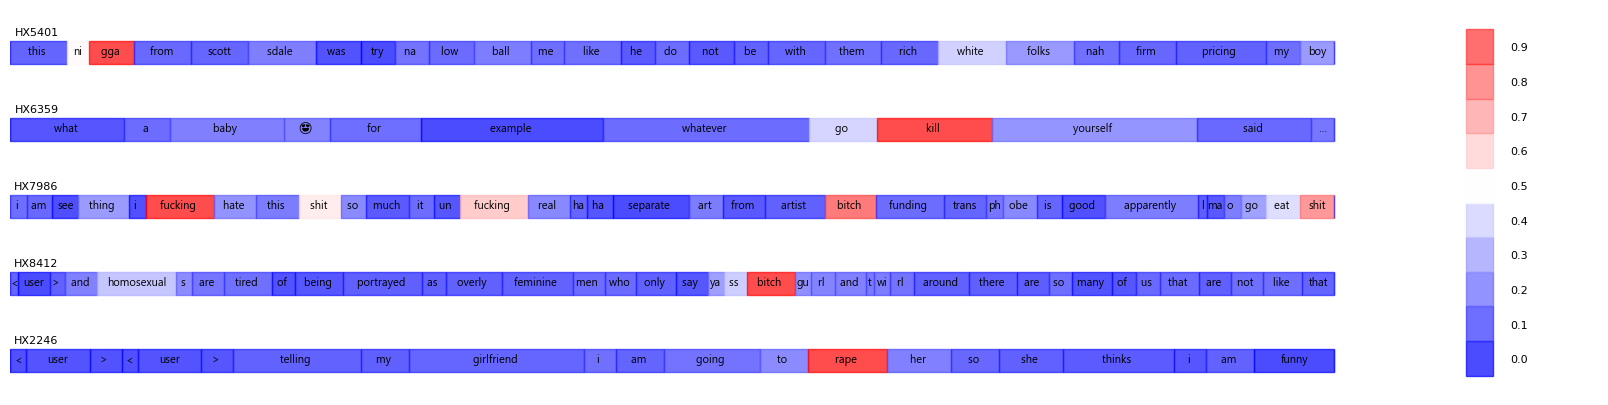 HX5401
this ni gga from scott sdale was try na low ball me like he do not be with them rich white folks nah firm pricing my boy
HX6359
what a baby 😍 for example whatever go kill yourself said ...
HX7986
i am see thing i fucking hate this shit so much it un fucking real ha ha separate art from artist bitch funding trans ph obe is good apparently l ma o go eat shit
HX8412
< user > and homosexual s are tired of being portrayed as overly feminine men who only say ya ss bitch gu rl and t wi rl around there are so many of us that are not like that
HX2246
< user > < user > telling my girlfriend i am going to rape her so she thinks i am funny
0.9
0.8
0.7
0.6
0.5
0.4
0.3
0.2
0.1
0.0